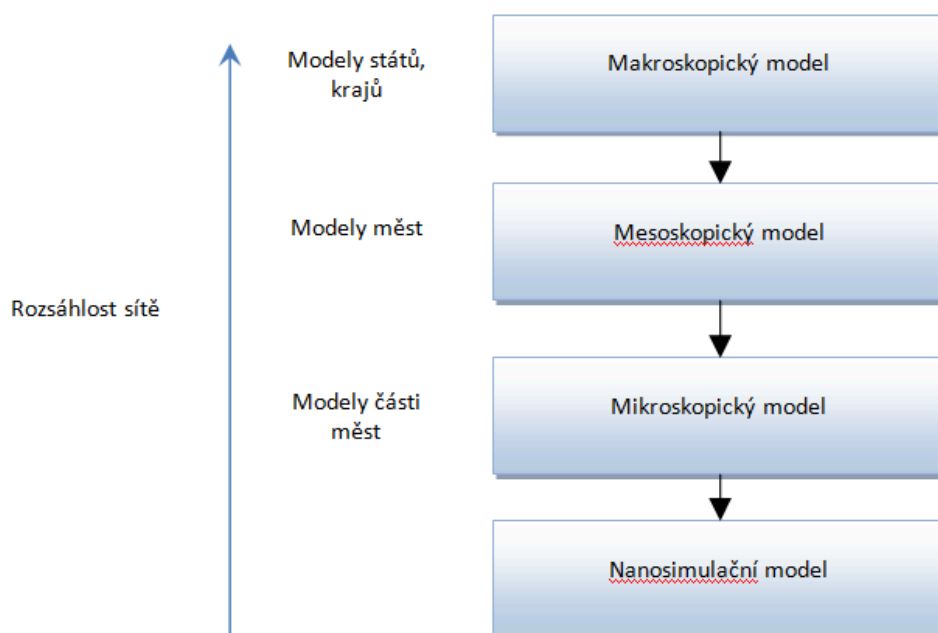 Modely států,
krajů
Makroskopický model
Modely měst
Mesoskopický model
Rozsáhlost sítě
Modely části
měst
Mikroskopický model
Nanosimulační model